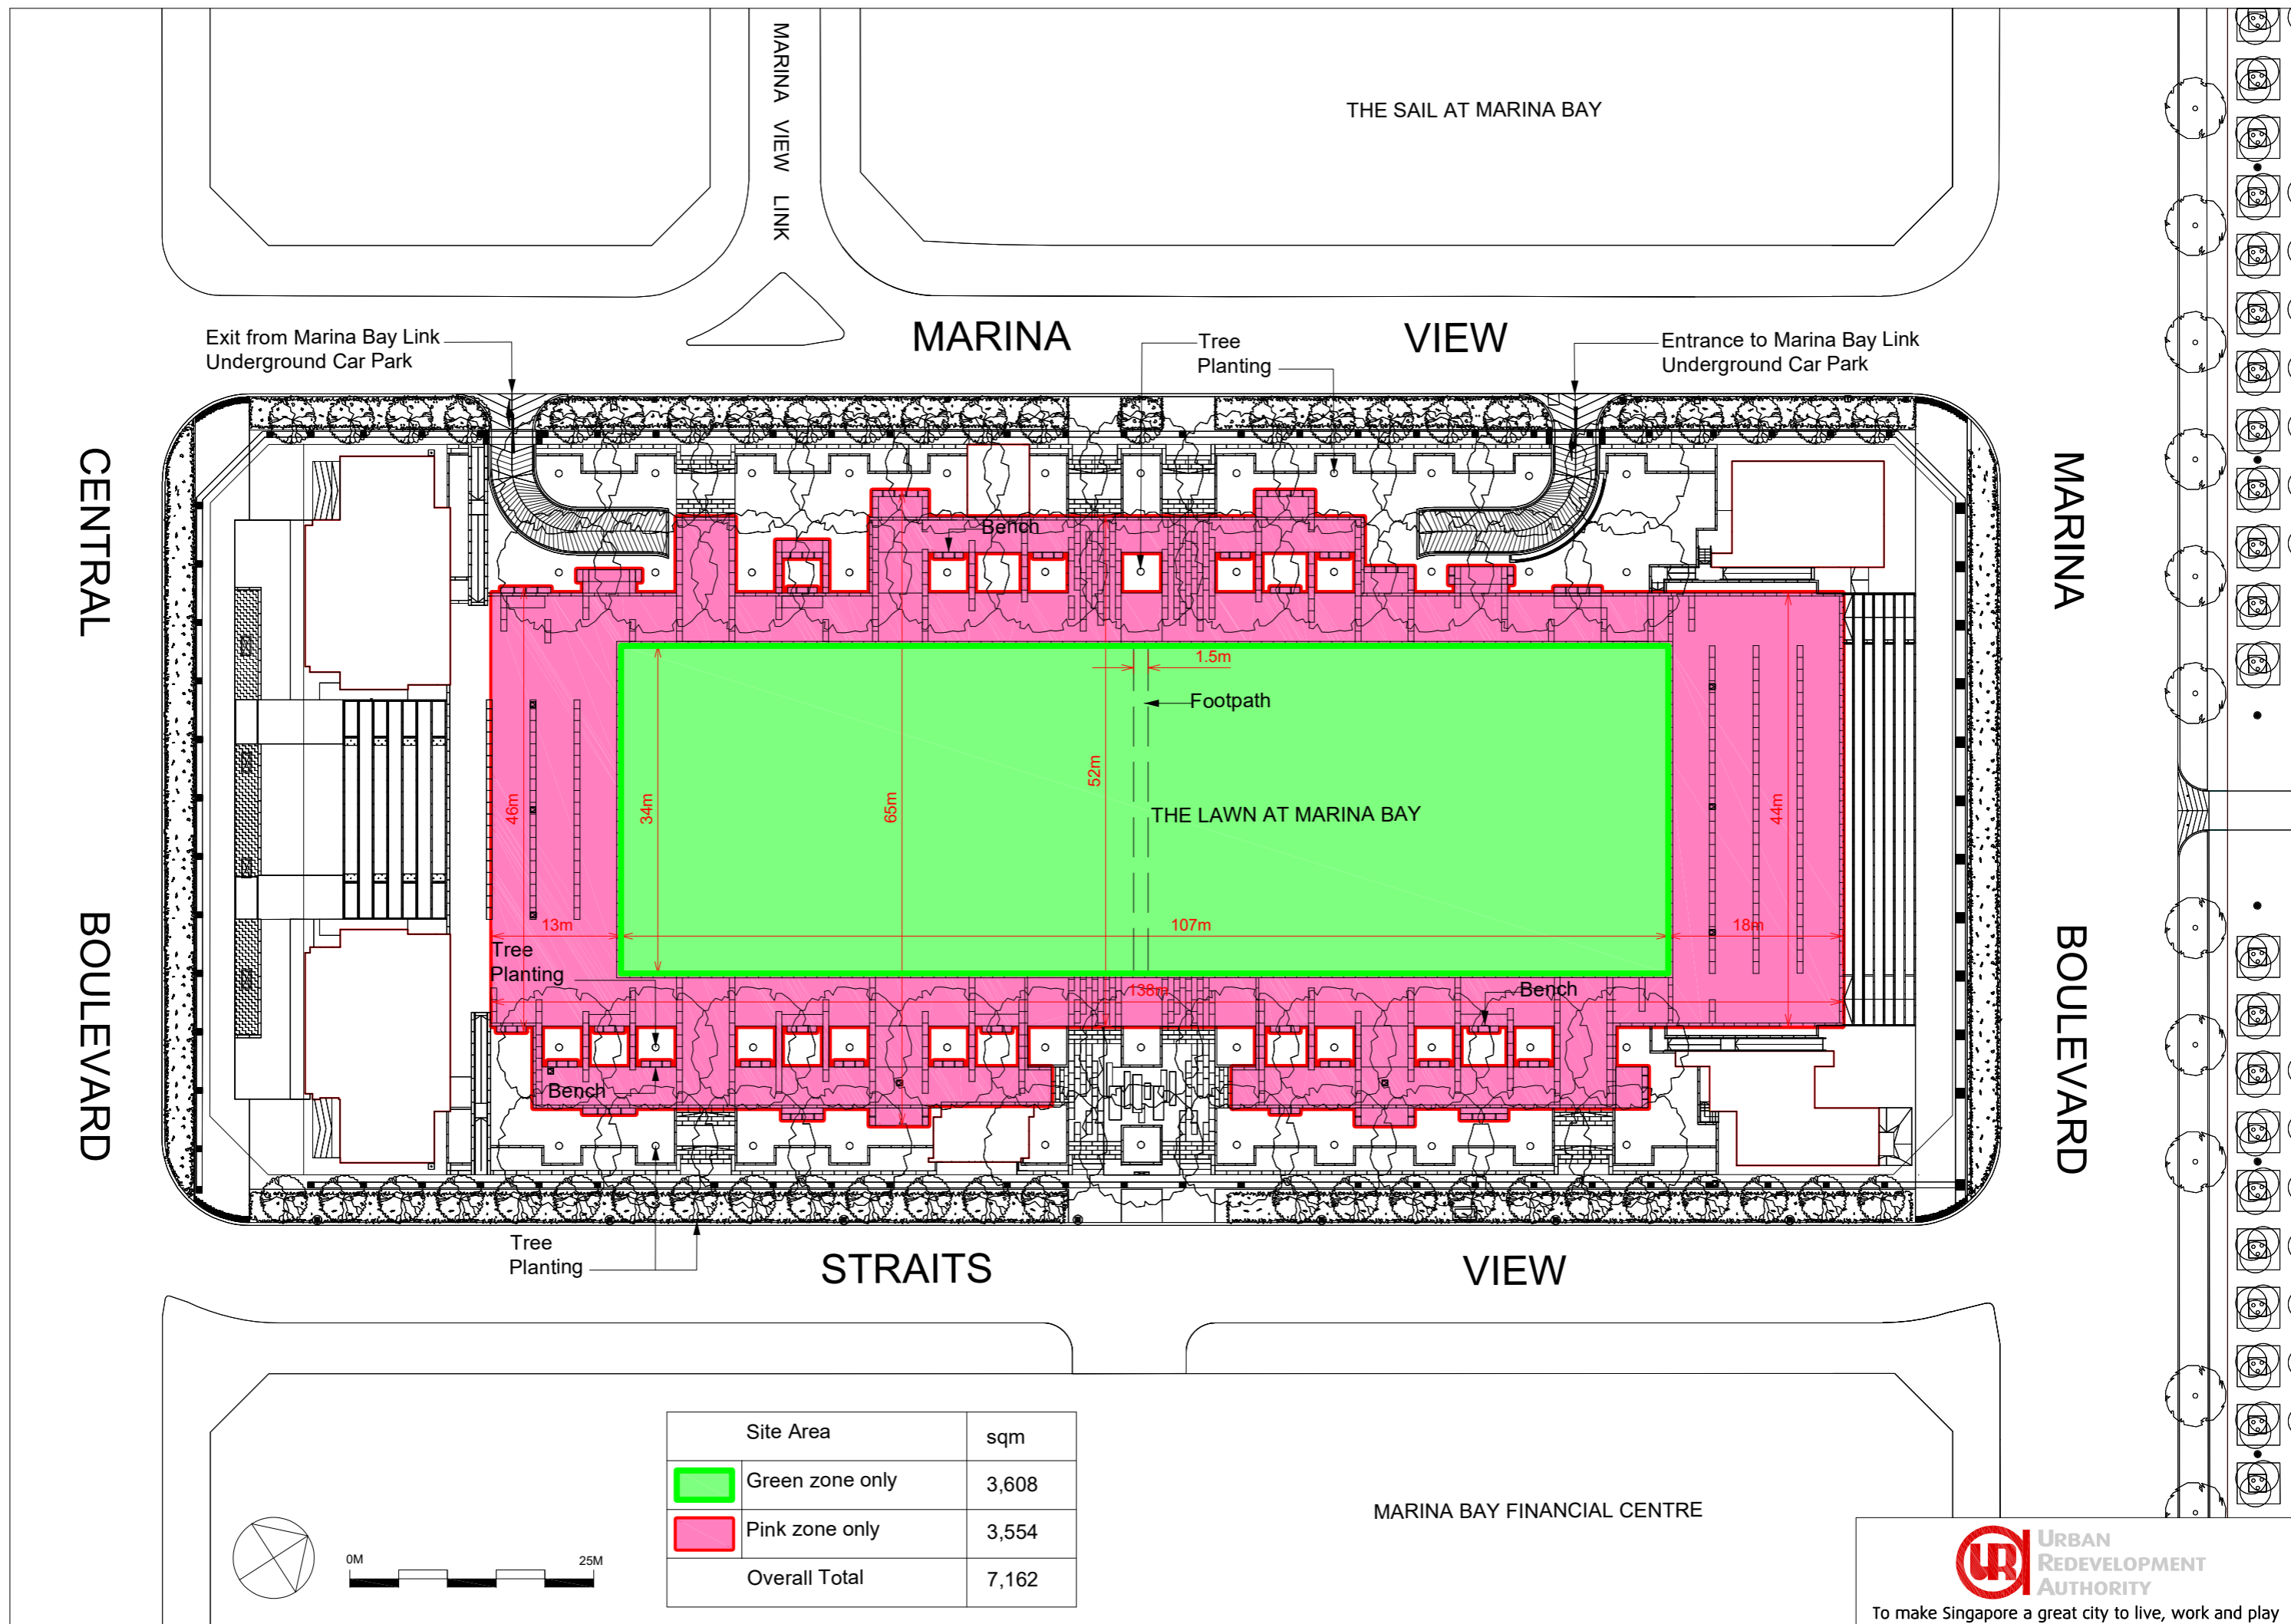 MARINA VIEW LINK
THE SAIL AT MARINA BAY
MARINA VIEW
Exit from Marina Bay Link
Underground Car Park
Tree
Planting
Entrance to Marina Bay Link
Underground Car Park
CENTRAL
BOULEVARD
MARINA
BOULEVARD
Bench
1.5m
Footpath
46m
34m
65m
52m
THE LAWN AT MARINA BAY
44m
13m
107m
18m
Tree
Planting
138m
Bench
Bench
Tree
Planting
STRAITS VIEW
Site Area sqm
Green zone only 3,608
Pink zone only 3,554
Overall Total 7,162
0M 25M
MARINA BAY FINANCIAL CENTRE
UR
URBAN
REDEVELOPMENT
AUTHORITY
To make Singapore a great city to live, work and play